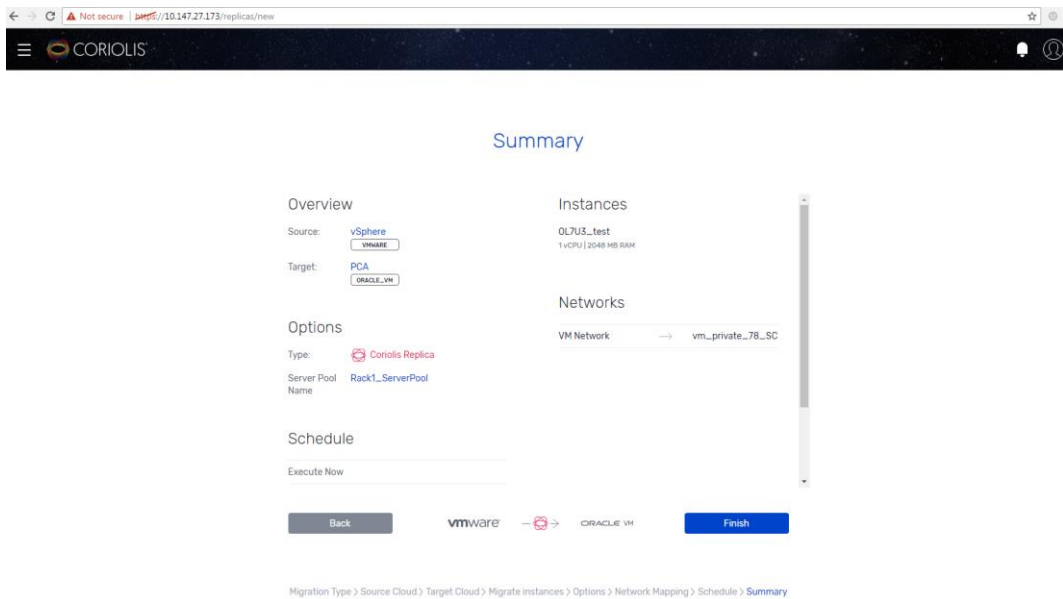 Not secure | https://10.147.27.173/replicas/new
CORIOLIS
Summary
Overview
Source: vSphere
VMWARE
Target: PCA
ORACLE_VM
Options
Type: Coriolis Replica
Server Pool Name Rack1_ServerPool
Schedule
Execute Now
Instances
OL7U3_test
1 vCPU | 2048 MB RAM
Networks
VM Network → vm_private_78_SC
Back
vmware
ORACLE VM
Finish
Migration Type > Source Cloud > Target Cloud > Migrate instances > Options > Network Mapping > Schedule > Summary